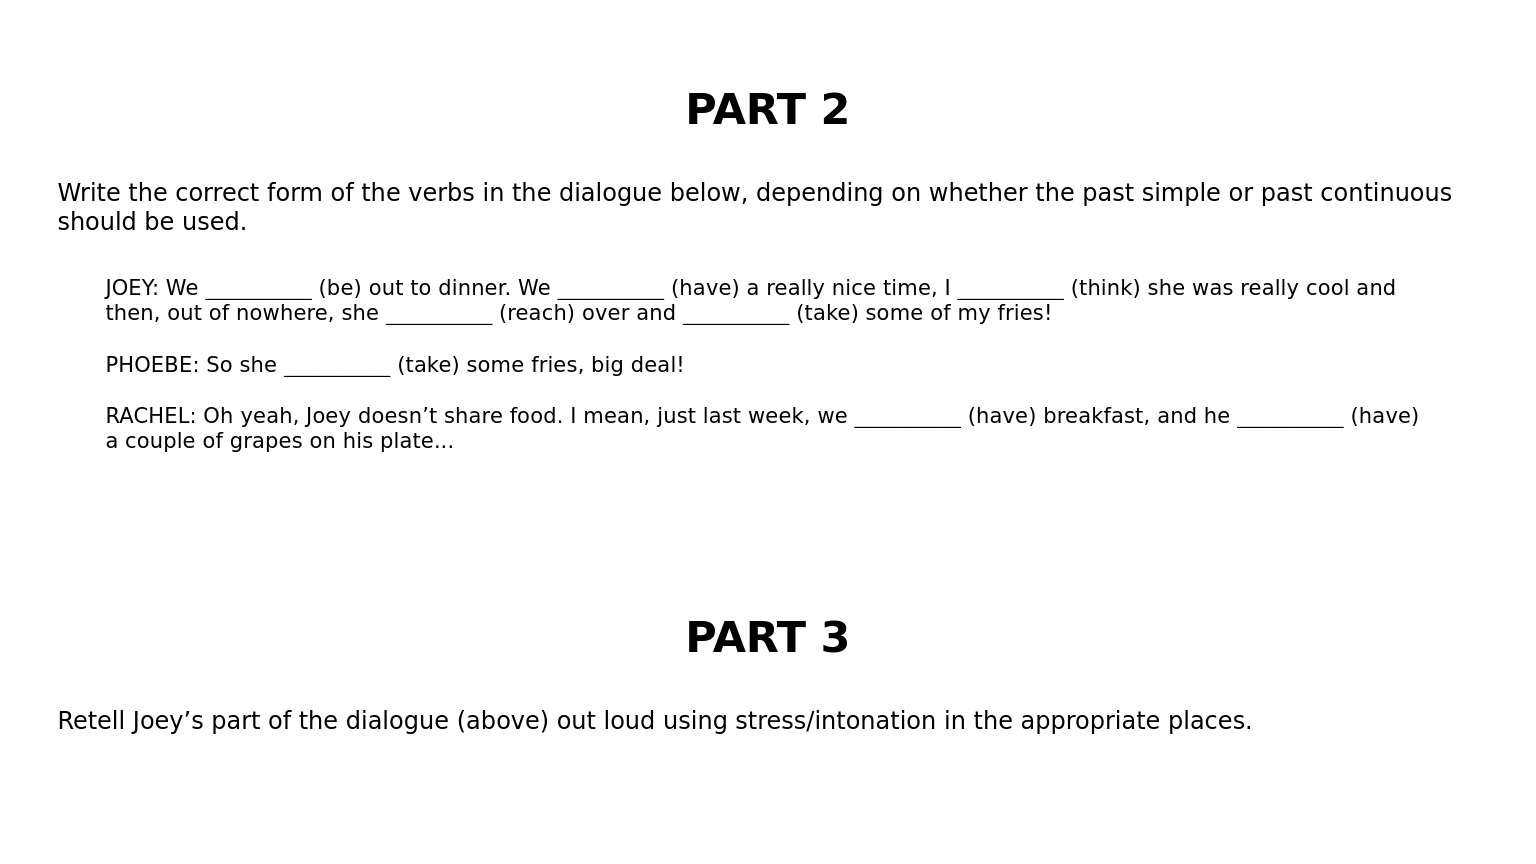 PART 2
Write the correct form of the verbs in the dialogue below, depending on whether the past simple or past continuous
should be used.
JOEY: We __________ (be) out to dinner. We __________ (have) a really nice time, I __________ (think) she was really cool and
then, out of nowhere, she __________ (reach) over and __________ (take) some of my fries!
PHOEBE: So she __________ (take) some fries, big deal!
RACHEL: Oh yeah, Joey doesn’t share food. I mean, just last week, we __________ (have) breakfast, and he __________ (have)
a couple of grapes on his plate…
PART 3
Retell Joey’s part of the dialogue (above) out loud using stress/intonation in the appropriate places.